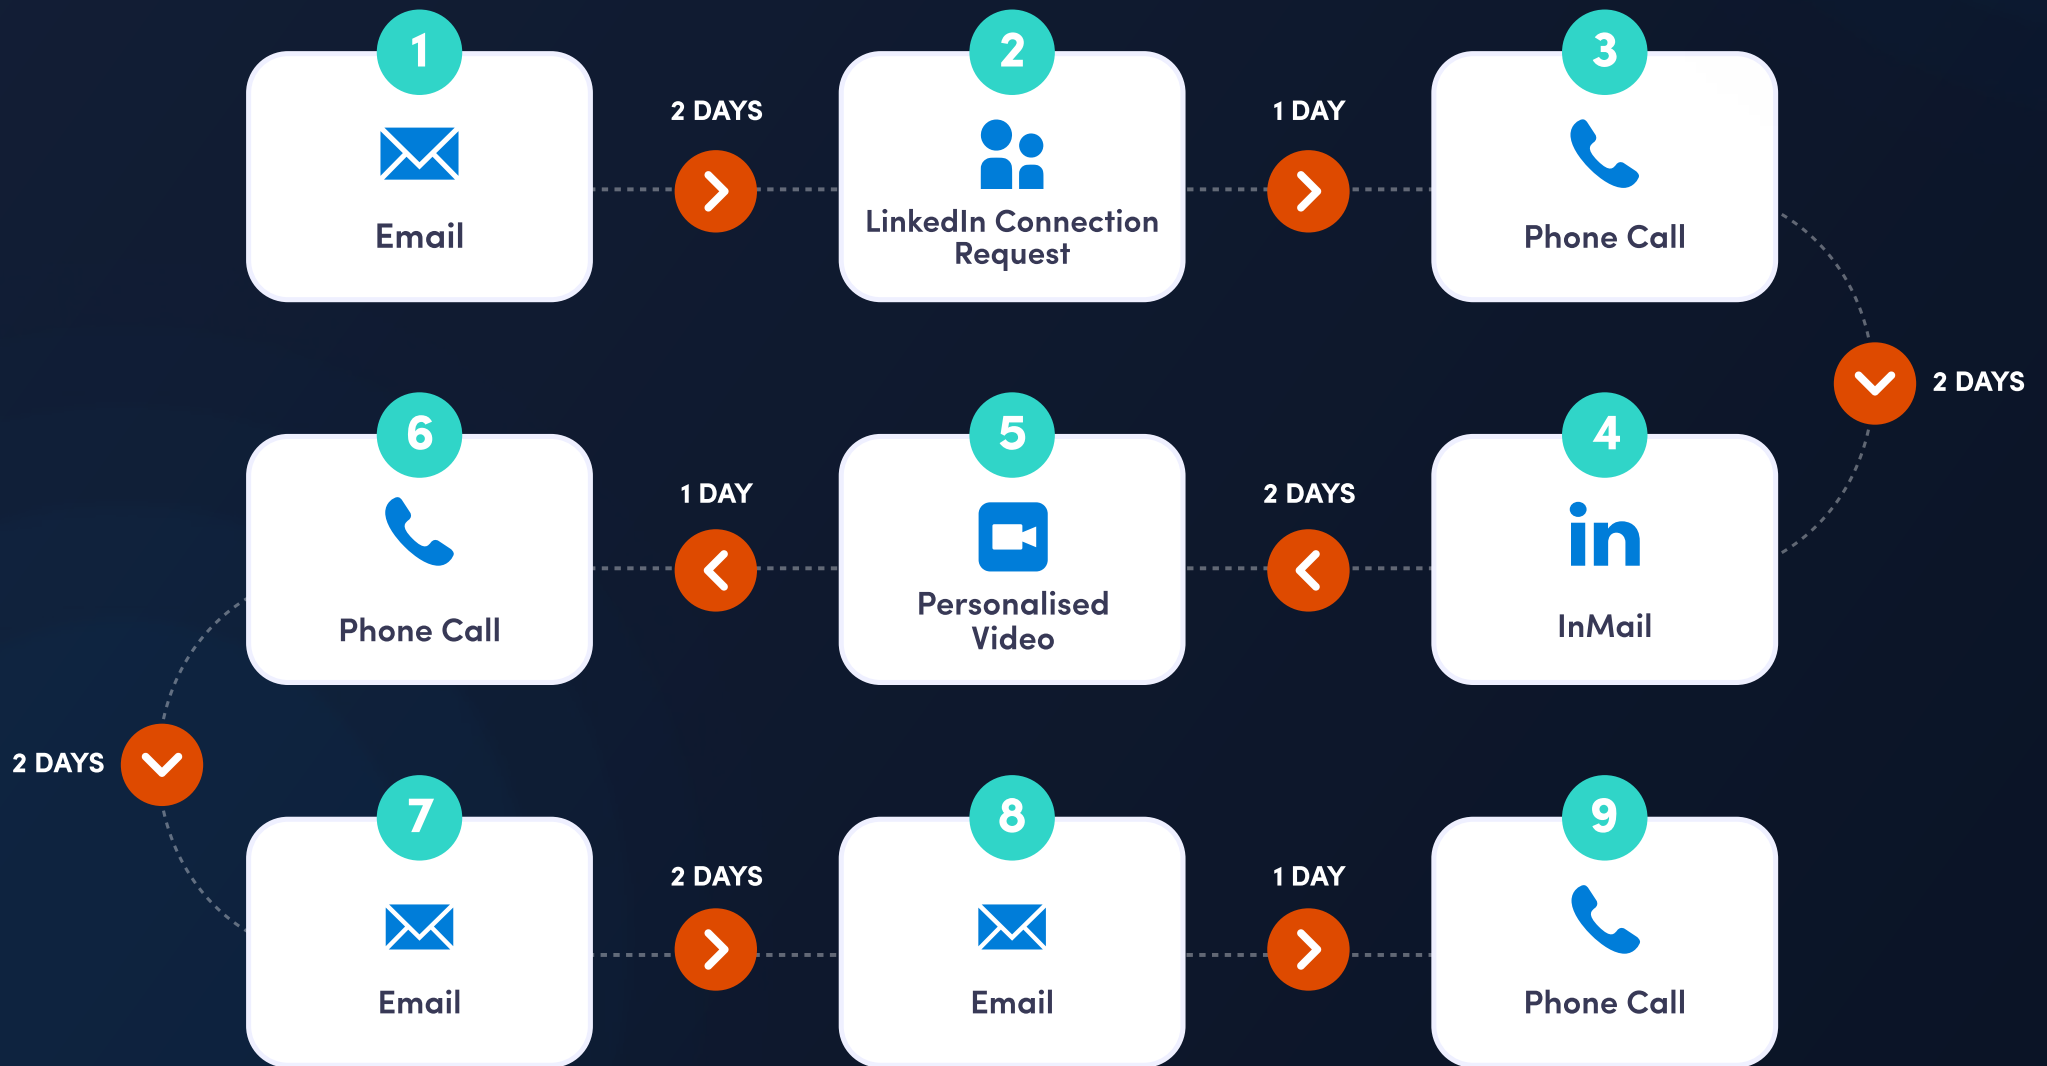 1
Email
2 DAYS
2
LinkedIn Connection
Request
1 DAY
3
Phone Call
2 DAYS
4
in
InMail
2 DAYS
5
Personalised
Video
1 DAY
6
Phone Call
2 DAYS
7
Email
2 DAYS
8
Email
1 DAY
9
Phone Call